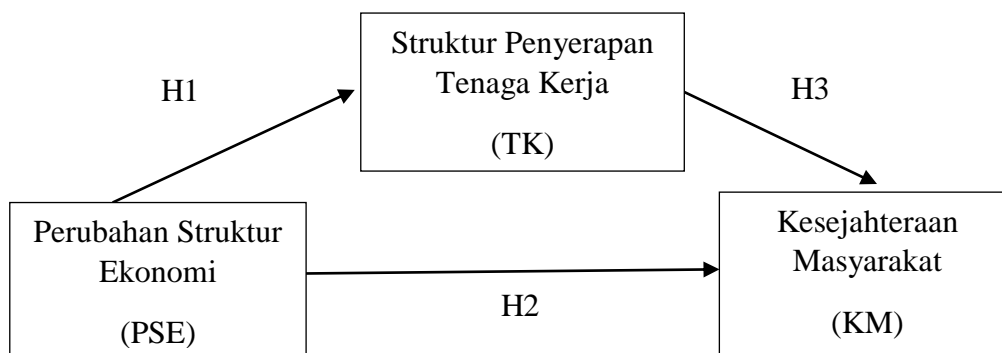 Struktur Penyerapan
Tenaga Kerja
(TK)
H1
H3
Perubahan Struktur
Ekonomi
(PSE)
H2
Kesejahteraan
Masyarakat
(KM)